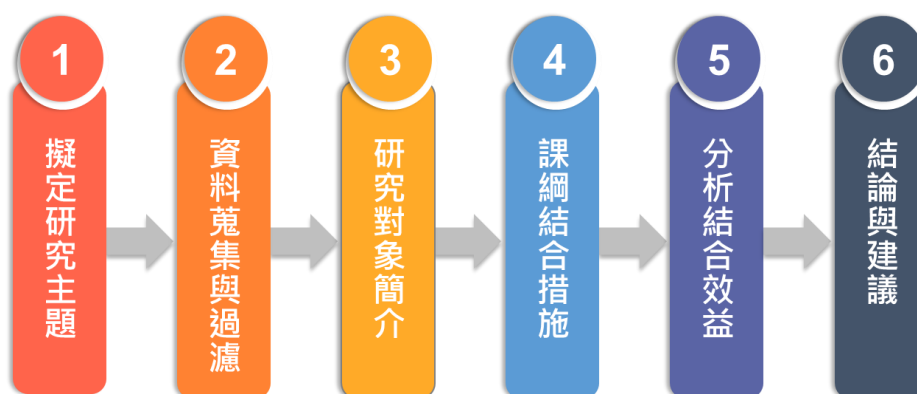 1
擬定研究主題
2
資料蒐集與過濾
3
研究對象簡介
4
課綱結合措施
5
分析結合效益
6
結論與建議